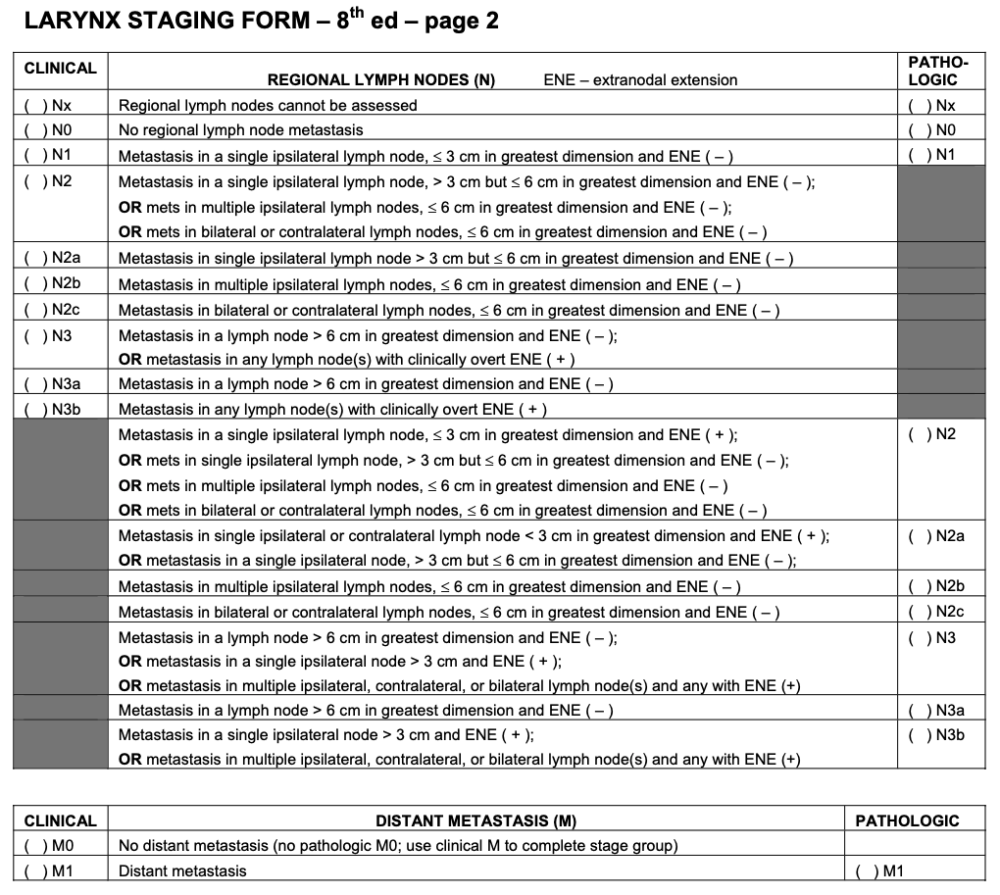 LARYNX STAGING FORM – 8th ed – page 2
CLINICAL REGIONAL LYMPH NODES (N) ENE – extranodal extension PATHO-
LOGIC
( ) Nx Regional lymph nodes cannot be assessed ( ) Nx
( ) N0 No regional lymph node metastasis ( ) N0
( ) N1 Metastasis in a single ipsilateral lymph node, ≤ 3 cm in greatest dimension and ENE ( – ) ( ) N1
( ) N2 Metastasis in a single ipsilateral lymph node, > 3 cm but ≤ 6 cm in greatest dimension and ENE ( – );
OR mets in multiple ipsilateral lymph nodes, ≤ 6 cm in greatest dimension and ENE ( – );
OR mets in bilateral or contralateral lymph nodes, ≤ 6 cm in greatest dimension and ENE ( – )
( ) N2a Metastasis in single ipsilateral lymph node > 3 cm but ≤ 6 cm in greatest dimension and ENE ( – )
( ) N2b Metastasis in multiple ipsilateral lymph nodes, ≤ 6 cm in greatest dimension and ENE ( – )
( ) N2c Metastasis in bilateral or contralateral lymph nodes, ≤ 6 cm in greatest dimension and ENE ( – )
( ) N3 Metastasis in a lymph node > 6 cm in greatest dimension and ENE ( – );
OR metastasis in any lymph node(s) with clinically overt ENE ( + )
( ) N3a Metastasis in a lymph node > 6 cm in greatest dimension and ENE ( – )
( ) N3b Metastasis in any lymph node(s) with clinically overt ENE ( + )
Metastasis in a single ipsilateral lymph node, ≤ 3 cm in greatest dimension and ENE ( + ); ( ) N2
OR mets in single ipsilateral lymph node, > 3 cm but ≤ 6 cm in greatest dimension and ENE ( – );
OR mets in multiple ipsilateral lymph nodes, ≤ 6 cm in greatest dimension and ENE ( – )
OR mets in bilateral or contralateral lymph nodes, ≤ 6 cm in greatest dimension and ENE ( – )
Metastasis in single ipsilateral or contralateral lymph node < 3 cm in greatest dimension and ENE ( + ); ( ) N2a
OR metastasis in a single ipsilateral node, > 3 cm but ≤ 6 cm in greatest dimension and ENE ( – );
Metastasis in multiple ipsilateral lymph nodes, ≤ 6 cm in greatest dimension and ENE ( – ) ( ) N2b
Metastasis in bilateral or contralateral lymph nodes, ≤ 6 cm in greatest dimension and ENE ( – ) ( ) N2c
Metastasis in a lymph node > 6 cm in greatest dimension and ENE ( – ); ( ) N3
OR metastasis in a single ipsilateral node > 3 cm and ENE ( + );
OR metastasis in multiple ipsilateral, contralateral, or bilateral lymph node(s) and any with ENE (+)
Metastasis in a lymph node > 6 cm in greatest dimension and ENE ( – ) ( ) N3a
Metastasis in a single ipsilateral node > 3 cm and ENE ( + ); ( ) N3b
OR metastasis in multiple ipsilateral, contralateral, or bilateral lymph node(s) and any with ENE (+)
CLINICAL DISTANT METASTASIS (M) PATHOLOGIC
( ) M0 No distant metastasis (no pathologic M0; use clinical M to complete stage group)
( ) M1 Distant metastasis ( ) M1